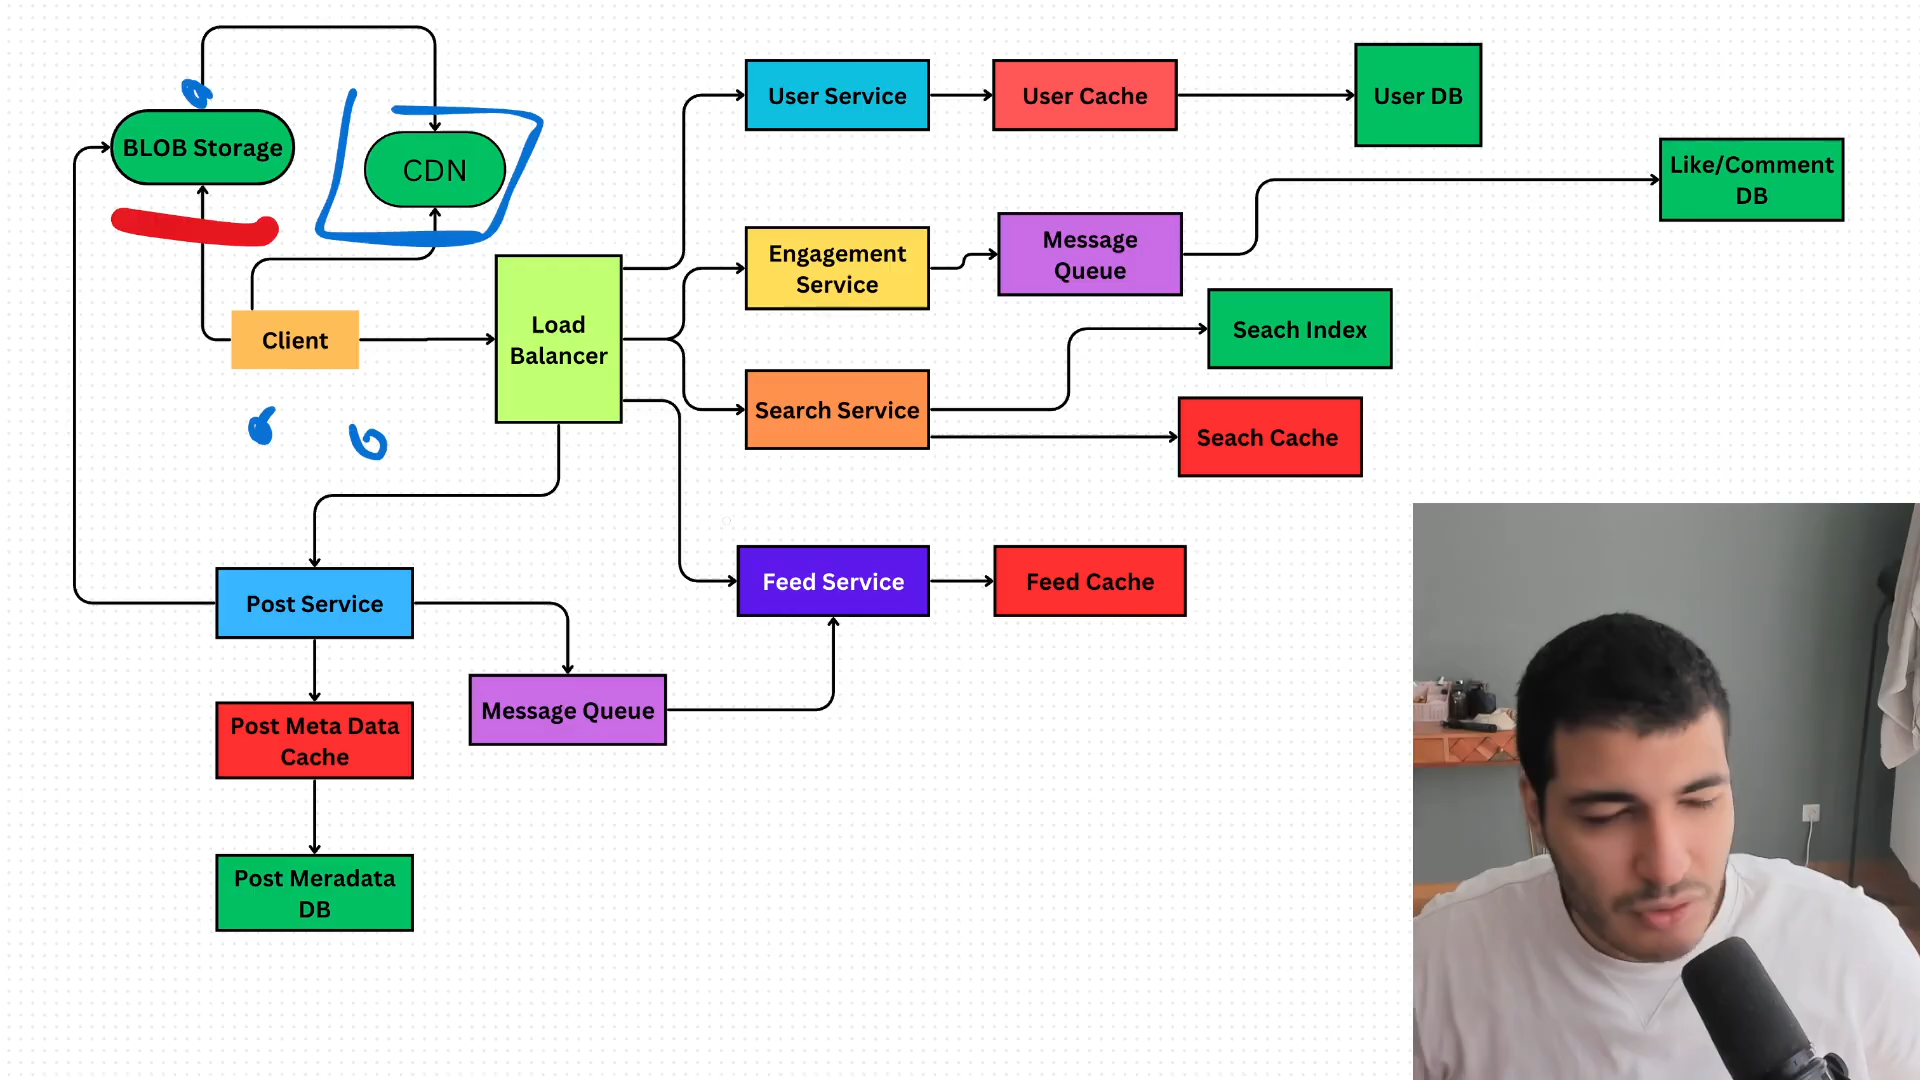 BLOB Storage
CDN
User Service
User Cache
User DB
Like/Comment
DB
Engagement
Service
Message
Queue
Client
Load
Balancer
Seach Index
Search Service
Seach Cache
Post Service
Feed Service
Feed Cache
Message Queue
Post Meta Data
Cache
Post Meradata
DB